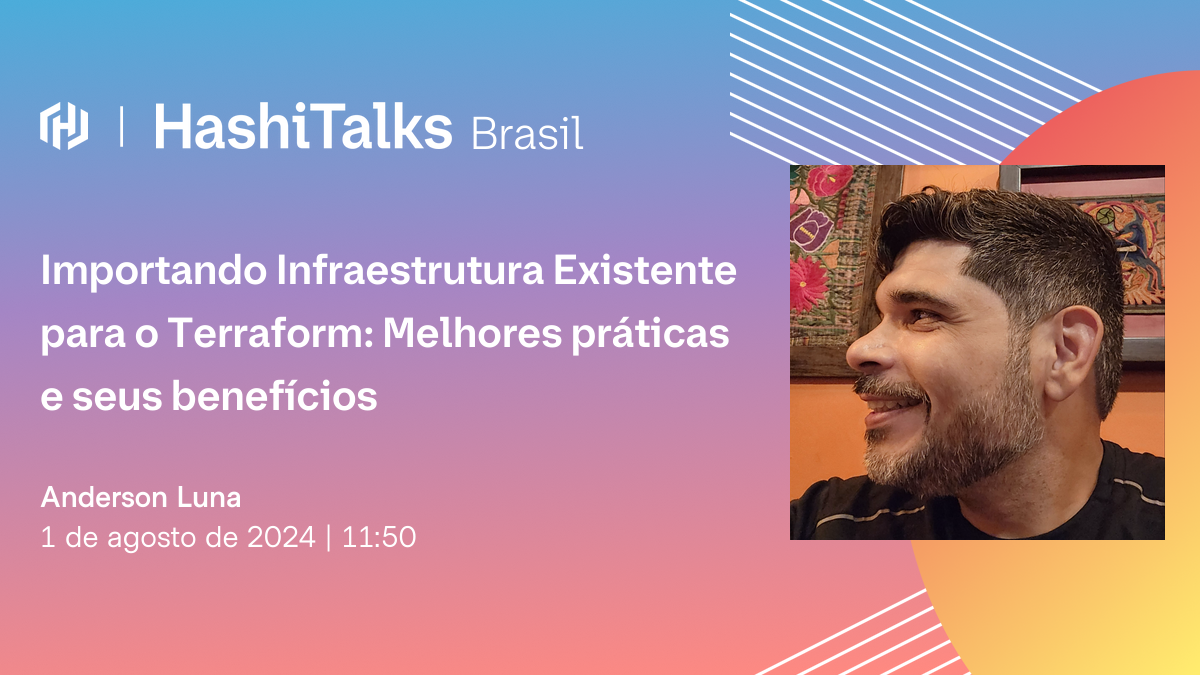 HashiTalks Brasil
Importando Infraestrutura Existente
para o Terraform: Melhores práticas
e seus benefícios
Anderson Luna
1 de agosto de 2024 | 11:50